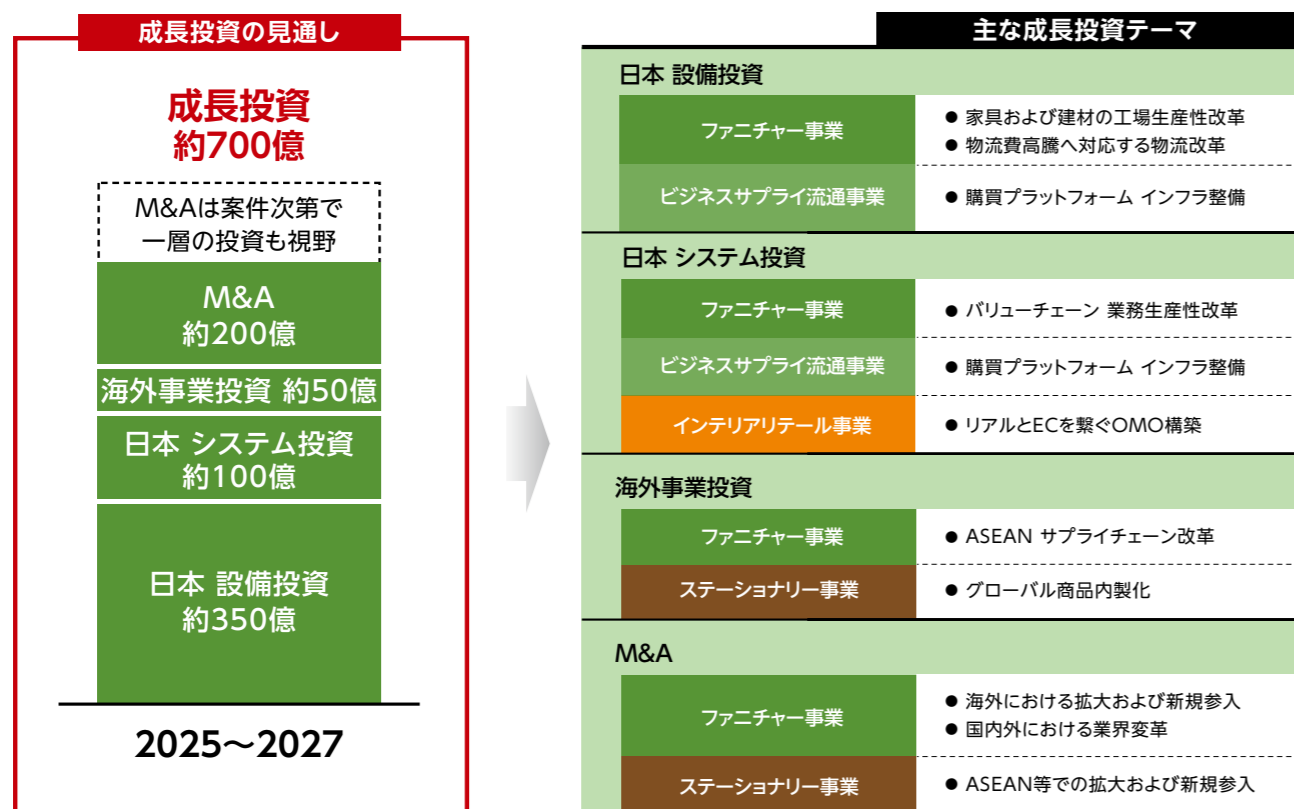 成長投資の見通し
成長投資
約700億
M&Aは案件次第で
一層の投資も視野
M&A
約200億
海外事業投資 約50億
日本 システム投資
約100億
日本 設備投資
約350億
2025～2027
主な成長投資テーマ
日本 設備投資
ファニチャー事業
● 家具および建材の工場生産性改革
● 物流費高騰へ対応する物流改革
ビジネスサプライ流通事業
● 購買プラットフォーム インフラ整備
日本 システム投資
ファニチャー事業
● バリューチェーン 業務生産性改革
ビジネスサプライ流通事業
● 購買プラットフォーム インフラ整備
インテリアリテール事業
● リアルとECを繋ぐOMO構築
海外事業投資
ファニチャー事業
● ASEAN サプライチェーン改革
ステーショナリー事業
● グローバル商品内製化
M&A
ファニチャー事業
● 海外における拡大および新規参入
● 国内外における業界変革
ステーショナリー事業
● ASEAN等での拡大および新規参入